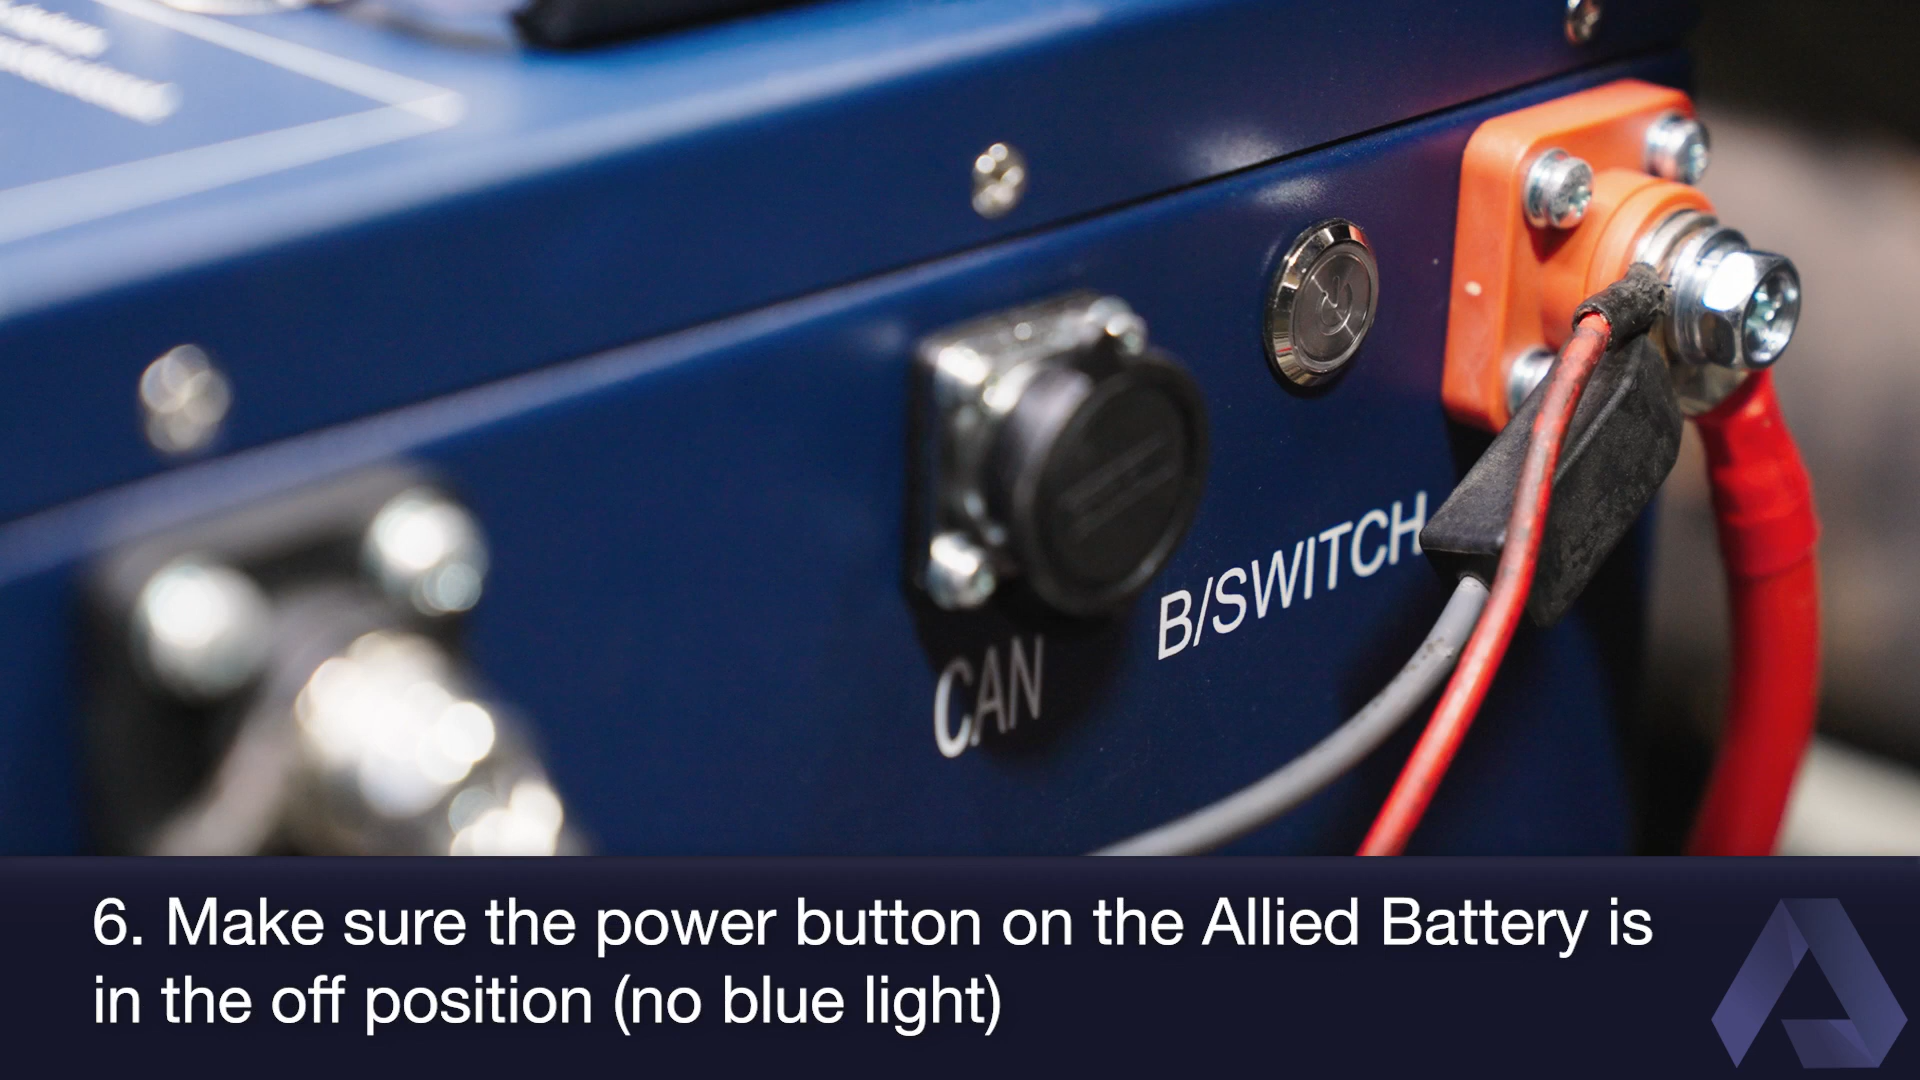 CAN
B/SWITCH
6. Make sure the power button on the Allied Battery is
in the off position (no blue light)